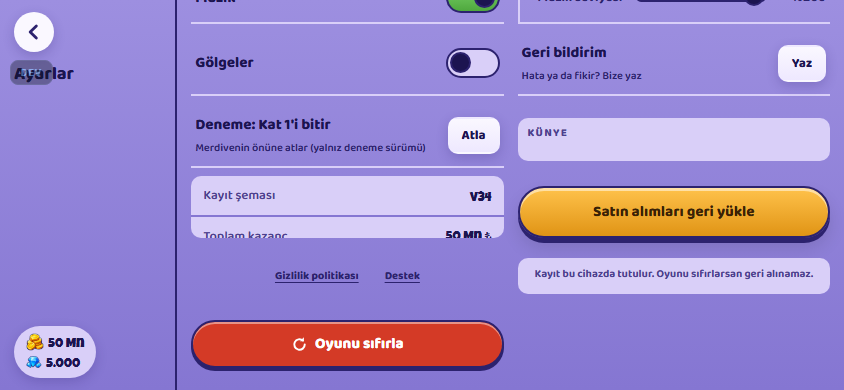 Ayarlar
50 Mn
5.000
Gölgeler
Deneme: Kat 1'i bitir
Merdivenin önüne atlar (yalnız deneme sürümü)
Atla
Kayıt şeması
V34
Toplam kazanç
50 Mn ₺
Gizlilik politikası
Destek
Oyunu sıfırla
Geri bildirim
Hata ya da fikir? Bize yaz
Yaz
KÜNYE
Satın alımları geri yükle
Kayıt bu cihazda tutulur. Oyunu sıfırlarsan geri alınamaz.